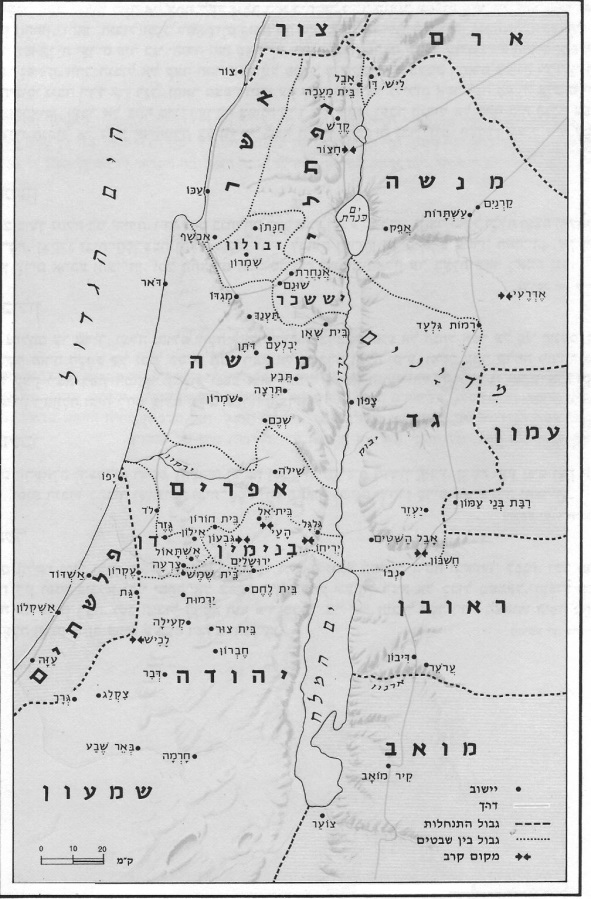 צור
ארם
צור
אבל
בית מעכה
ליש, דן
קדש
חצור
אשר
נפתלי
הים הגדול
מנשה
ים
כנרת
עכו
קרנים
עשתרות
אפק
אכשף
חנתן
זבולון
שמרון
אנחרת
שונם
יששכר
אדרעי
דאר
מגדו
תענך
בית שאן
רמות גלעד
יבלעם
דתן
מנשה
ירדן
מדינים
תבץ
תרצה
שמרון
צפון
גד
עמון
שכם
יבוק
ירקון
שילה
יפו
אפרים
רבת בני עמון
לד
יעזר
בית-אל
בית חורון
העי
גלגל
גזר
דן
אילון
גבעון
בנימין
יריחו
אבל השטים
חשבון
אשתאול
צרעה
ירושלים
פלשתים
אשדוד
עקרון
בית שמש
נבו
גת
ירמות
בית לחם
ראובן
אשקלון
קעילה
בית צור
לכיש
חברון
עזה
דבר
יהודה
ים המלח
דיבון
ערער
ארנון
גרר
צקלג
באר שבע
חרמה
מואב
קיר מואב
שמעון
צוער
יישוב
דרך
גבול התנחלות
גבול בין שבטים
מקום קרב
0 10 20
ק"מ